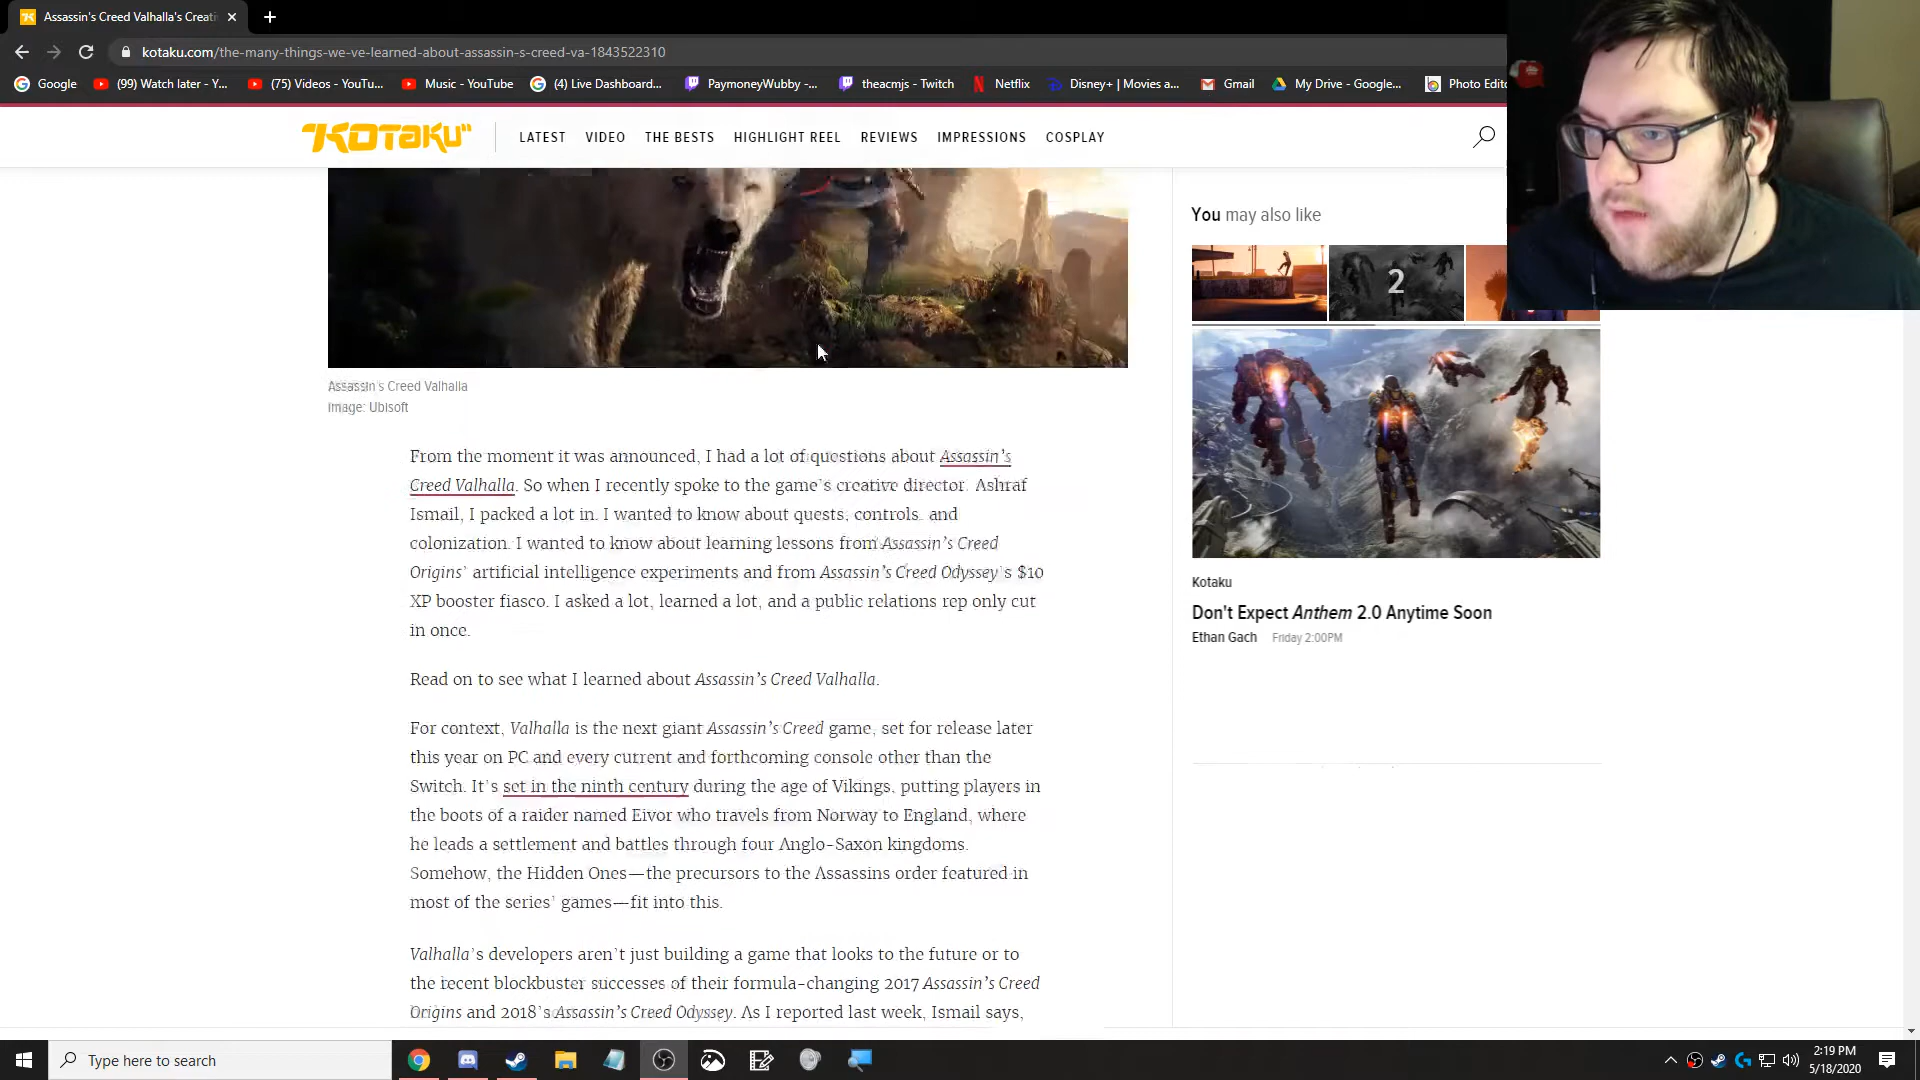 Assassin's Creed Valhalla's Creati
kotaku.com/the-many-things-we-ve-learned-about-assassin-s-creed-va-1843522310
Google
(99) Watch later - Y...
(75) Videos - YouTu...
Music - YouTube
(4) Live Dashboard...
PaymoneyWubby -...
theacmjs - Twitch
Netflix
Disney+ | Movies a...
Gmail
My Drive - Google...
Photo Edito
KOTAKU
LATEST
VIDEO
THE BESTS
HIGHLIGHT REEL
REVIEWS
IMPRESSIONS
COSPLAY
Assassin's Creed Valhalla
Image: Ubisoft
From the moment it was announced, I had a lot of questions about Assassin's
Creed Valhalla. So when I recently spoke to the game's creative director, Ashraf
Ismail, I packed a lot in. I wanted to know about quests, controls, and
colonization. I wanted to know about learning lessons from Assassin's Creed
Origins' artificial intelligence experiments and from Assassin's Creed Odyssey's $10
XP booster fiasco. I asked a lot, learned a lot, and a public relations rep only cut
in once.
Read on to see what I learned about Assassin's Creed Valhalla.
For context, Valhalla is the next giant Assassin's Creed game, set for release later
this year on PC and every current and forthcoming console other than the
Switch. It's set in the ninth century during the age of Vikings, putting players in
the boots of a raider named Eivor who travels from Norway to England, where
he leads a settlement and battles through four Anglo-Saxon kingdoms.
Somehow, the Hidden Ones—the precursors to the Assassins order featured in
most of the series' games—fit into this.
Valhalla's developers aren't just building a game that looks to the future or to
the recent blockbuster successes of their formula-changing 2017 Assassin's Creed
Origins and 2018's Assassin's Creed Odyssey. As I reported last week, Ismail says,
You may also like
2
Kotaku
Don't Expect Anthem 2.0 Anytime Soon
Ethan Gach Friday 2:00PM
Type here to search
2:19 PM
5/18/2020